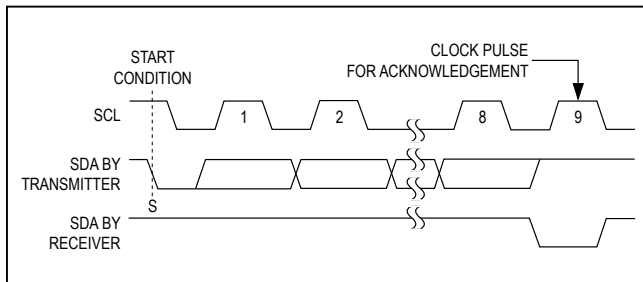 START
CONDITION
CLOCK PULSE
FOR ACKNOWLEDGEMENT
SCL
1
2
8
9
SDA BY
TRANSMITTER
S
SDA BY
RECEIVER